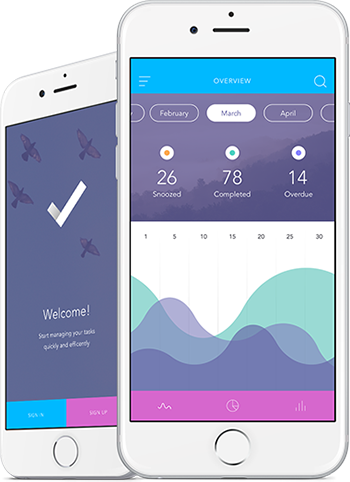 OVERVIEW
February March April
26 78 14
Snoozed Completed Overdue
1 5 10 15 20 25 30
Welcome!
Start managing your tasks
quickly and efficently
SIGN IN SIGN UP